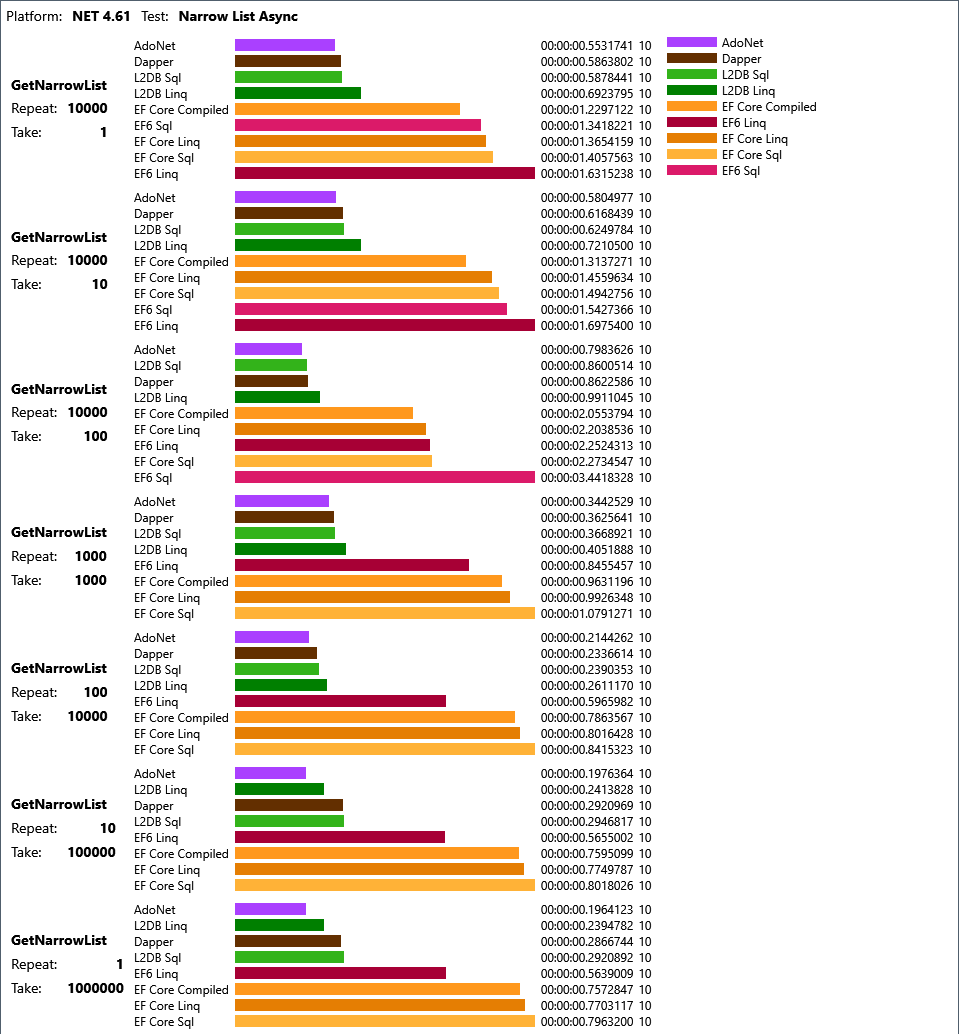 Platform: NET 4.61 Test: Narrow List Async
GetNarrowList
Repeat: 10000
Take: 1
AdoNet 00:00:00.5531741 10
Dapper 00:00:00.5863802 10
L2DB Sql 00:00:00.5878441 10
L2DB Linq 00:00:00.6923795 10
EF Core Compiled 00:00:01.2297122 10
EF6 Sql 00:00:01.3418221 10
EF Core Linq 00:00:01.3654159 10
EF Core Sql 00:00:01.4057563 10
EF6 Linq 00:00:01.6315238 10
AdoNet
Dapper
L2DB Sql
L2DB Linq
EF Core Compiled
EF6 Linq
EF Core Linq
EF Core Sql
EF6 Sql
GetNarrowList
Repeat: 10000
Take: 10
AdoNet 00:00:00.5804977 10
Dapper 00:00:00.6168439 10
L2DB Sql 00:00:00.6249784 10
L2DB Linq 00:00:00.7210500 10
EF Core Compiled 00:00:01.3137271 10
EF Core Linq 00:00:01.4559634 10
EF Core Sql 00:00:01.4942756 10
EF6 Sql 00:00:01.5427366 10
EF6 Linq 00:00:01.6975400 10
GetNarrowList
Repeat: 10000
Take: 100
AdoNet 00:00:00.7983626 10
L2DB Sql 00:00:00.8600514 10
Dapper 00:00:00.8622586 10
L2DB Linq 00:00:00.9911045 10
EF Core Compiled 00:00:02.0553794 10
EF Core Linq 00:00:02.2038536 10
EF6 Linq 00:00:02.2524313 10
EF Core Sql 00:00:02.2734547 10
EF6 Sql 00:00:03.4418328 10
GetNarrowList
Repeat: 1000
Take: 1000
AdoNet 00:00:00.3442529 10
Dapper 00:00:00.3625641 10
L2DB Sql 00:00:00.3668921 10
L2DB Linq 00:00:00.4051888 10
EF6 Linq 00:00:00.8455457 10
EF Core Compiled 00:00:00.9631196 10
EF Core Linq 00:00:00.9926348 10
EF Core Sql 00:00:01.0791271 10
GetNarrowList
Repeat: 100
Take: 10000
AdoNet 00:00:00.2144262 10
Dapper 00:00:00.2336614 10
L2DB Sql 00:00:00.2390353 10
L2DB Linq 00:00:00.2611170 10
EF6 Linq 00:00:00.5965982 10
EF Core Compiled 00:00:00.7863567 10
EF Core Linq 00:00:00.8016428 10
EF Core Sql 00:00:00.8415323 10
GetNarrowList
Repeat: 10
Take: 100000
AdoNet 00:00:00.1976364 10
L2DB Linq 00:00:00.2413828 10
Dapper 00:00:00.2920969 10
L2DB Sql 00:00:00.2946817 10
EF6 Linq 00:00:00.5655002 10
EF Core Compiled 00:00:00.7595099 10
EF Core Linq 00:00:00.7749787 10
EF Core Sql 00:00:00.8018026 10
GetNarrowList
Repeat: 1
Take: 1000000
AdoNet 00:00:00.1964123 10
L2DB Linq 00:00:00.2394782 10
Dapper 00:00:00.2866744 10
L2DB Sql 00:00:00.2920892 10
EF6 Linq 00:00:00.5639009 10
EF Core Compiled 00:00:00.7572847 10
EF Core Linq 00:00:00.7703117 10
EF Core Sql 00:00:00.7963200 10